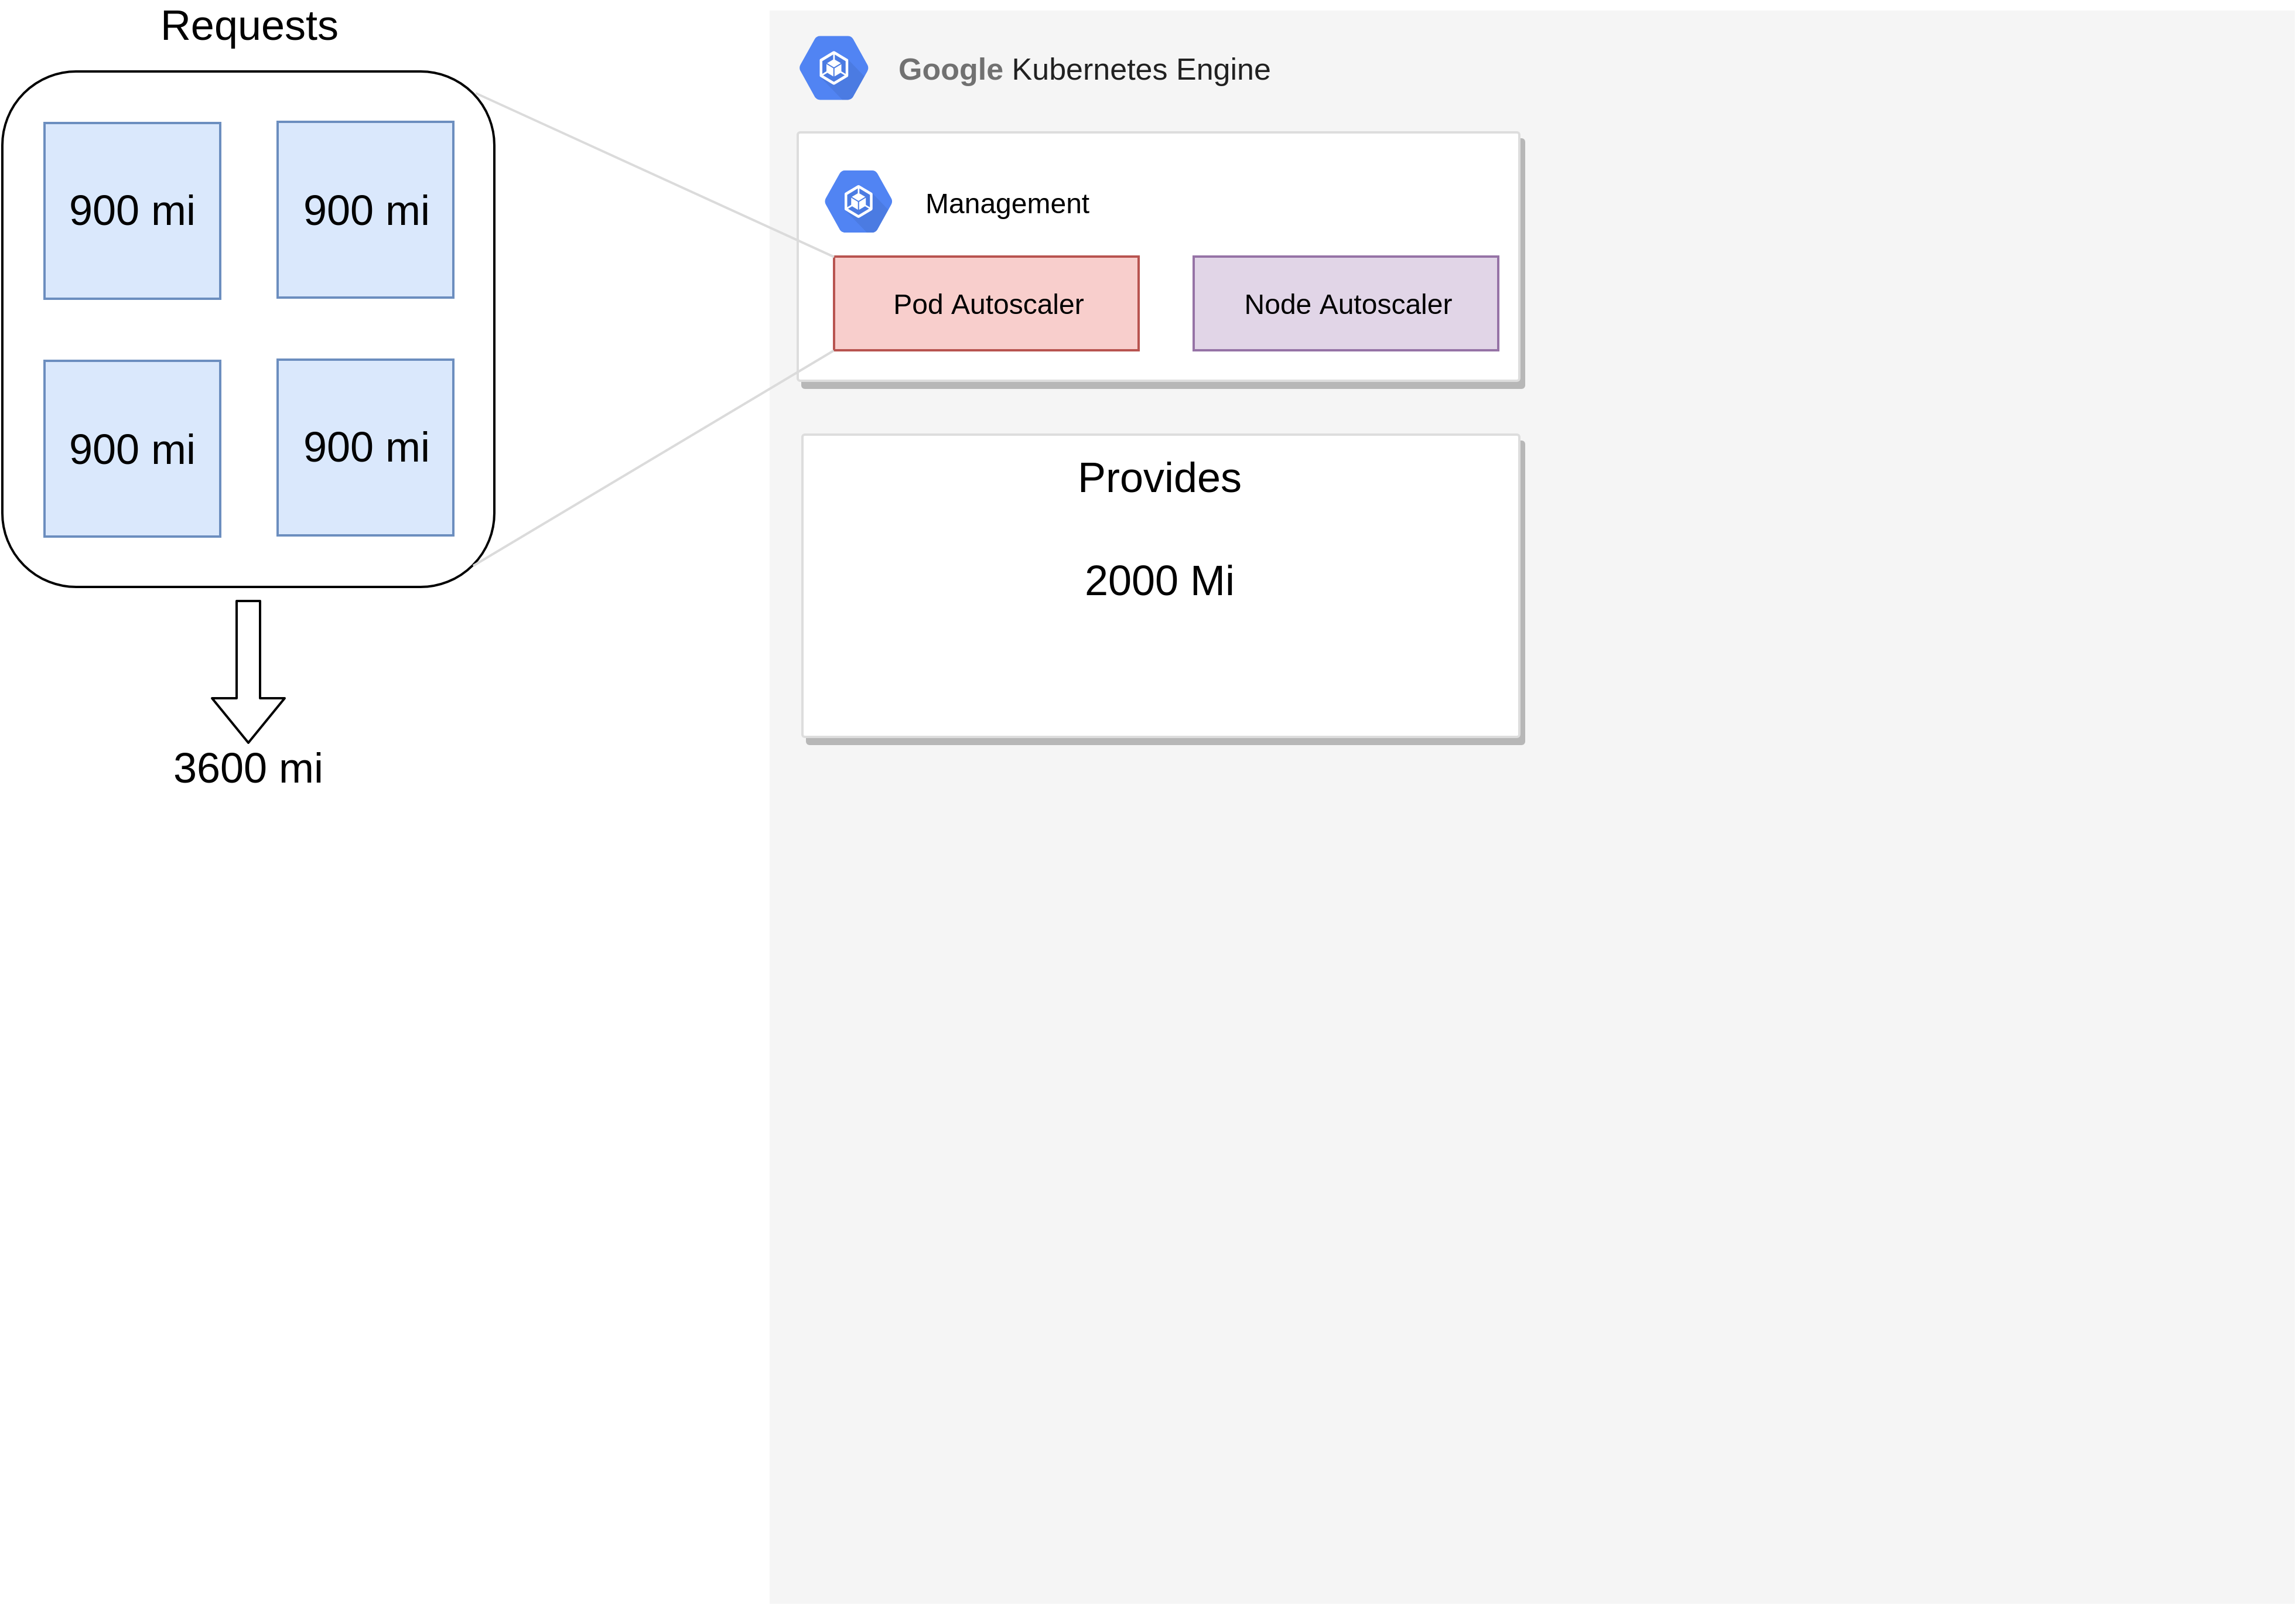 Requests
900 mi
900 mi
900 mi
900 mi
3600 mi
Google Kubernetes Engine
Management
Pod Autoscaler
Node Autoscaler
Provides
2000 Mi